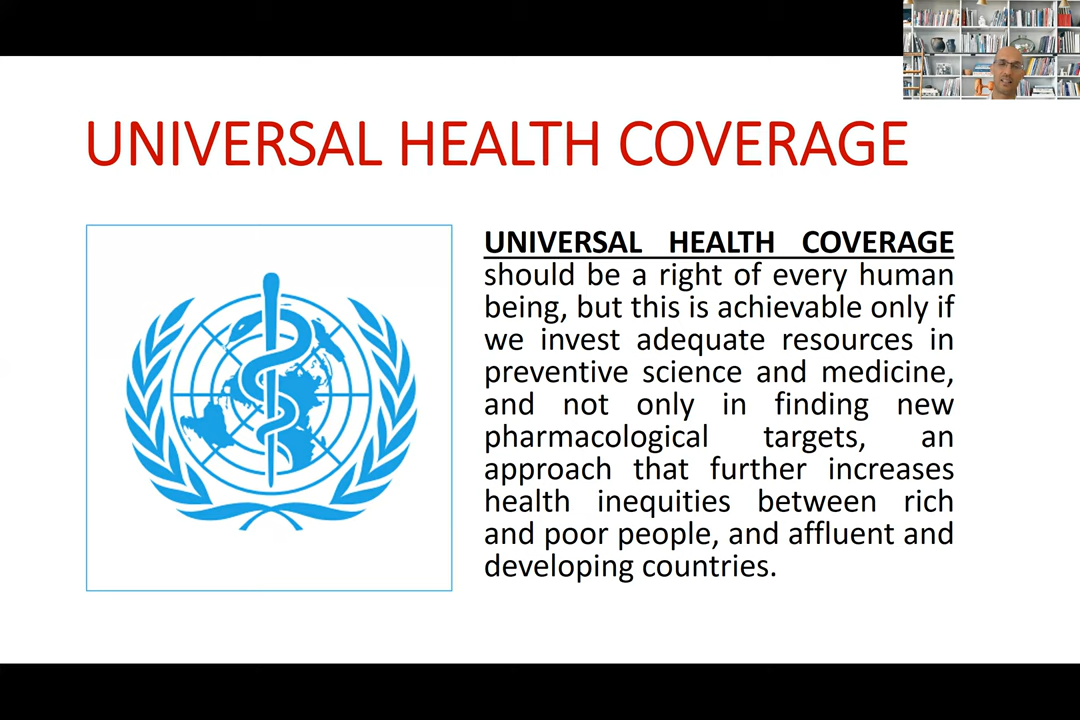 UNIVERSAL HEALTH COVERAGE
UNIVERSAL HEALTH COVERAGE
should be a right of every human
being, but this is achievable only if
we invest adequate resources in
preventive science and medicine,
and not only in finding new
pharmacological targets, an
approach that further increases
health inequities between rich
and poor people, and affluent and
developing countries.